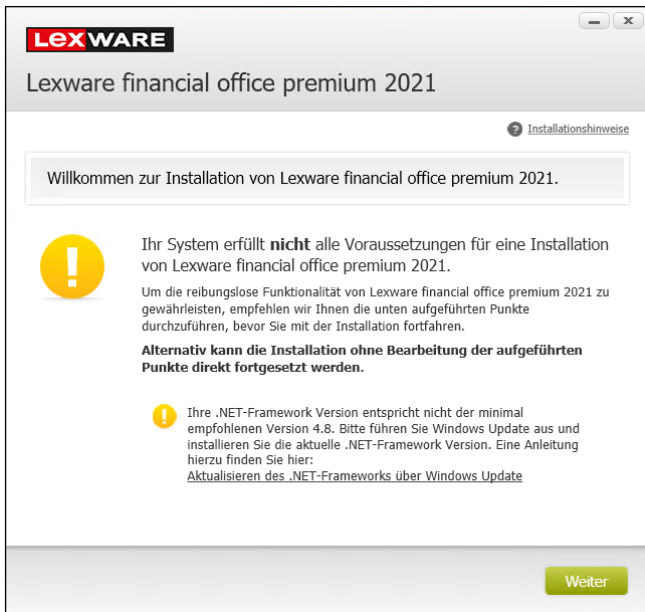 LEXWARE
Lexware financial office premium 2021
? Installationshinweise
Willkommen zur Installation von Lexware financial office premium 2021.
Ihr System erfüllt nicht alle Voraussetzungen für eine Installation
von Lexware financial office premium 2021.
Um die reibungslose Funktionalität von Lexware financial office premium 2021 zu
gewährleisten, empfehlen wir Ihnen die unten aufgeführten Punkte
durchzuführen, bevor Sie mit der Installation fortfahren.
Alternativ kann die Installation ohne Bearbeitung der aufgeführten
Punkte direkt fortgesetzt werden.
Ihre .NET-Framework Version entspricht nicht der minimal
empfohlenen Version 4.8. Bitte führen Sie Windows Update aus und
installieren Sie die aktuelle .NET-Framework Version. Eine Anleitung
hierzu finden Sie hier:
Aktualisieren des .NET-Frameworks über Windows Update
Weiter